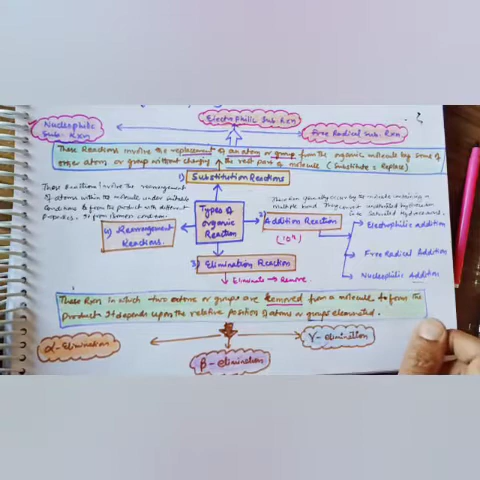 Electrophilic Sub. Rxn
Nucleophilic
Sub. Rxn
Free Radical Sub. Rxn.
These Reactions involve the replacement of an atom or group from the organic molecule by some
other atom or group without changing the rest part of molecule (Substitute = Replace)
1) Substitution Reactions
These Reactions involve the rearrangement
of atoms within the molecule under suitable
conditions to form the product with different
properties.
multiple bond
Types of
organic
Reaction
2) Addition Reaction
Electrophilic addition
4) Rearrangement
Reactions.
Free Radical Addition
Nucleophilic Addition
3) Elimination Reaction
Eliminate → Remove.
These Rxn in which two atoms or groups are removed from a molecule to form the
product. It depends upon the relative position of atoms or groups eliminated.
α-Elimination
β-elimination
γ-elimination